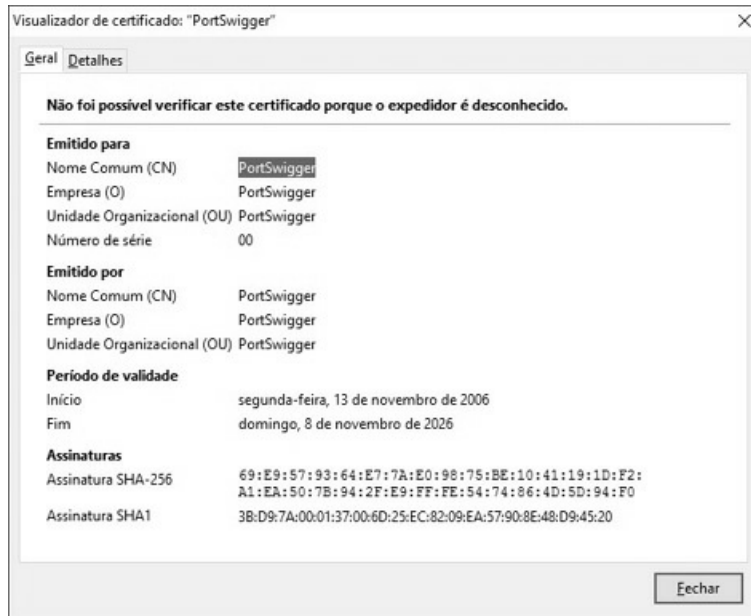 Visualizador de certificado: "PortSwigger"
Geral Detalhes
Não foi possível verificar este certificado porque o expedidor é desconhecido.
Emitido para
Nome Comum (CN) PortSwigger
Empresa (O) PortSwigger
Unidade Organizacional (OU) PortSwigger
Número de série 00
Emitido por
Nome Comum (CN) PortSwigger
Empresa (O) PortSwigger
Unidade Organizacional (OU) PortSwigger
Período de validade
Início segunda-feira, 13 de novembro de 2006
Fim domingo, 8 de novembro de 2026
Assinaturas
Assinatura SHA-256 69:E9:57:93:64:E7:7A:E0:98:75:BE:10:41:19:1D:F2:
A1:EA:50:7B:94:2F:E9:FF:FE:54:74:86:4D:5D:94:F0
Assinatura SHA1 3B:D9:7A:00:01:37:00:6D:25:EC:82:09:EA:57:90:8E:48:D9:45:20
Fechar